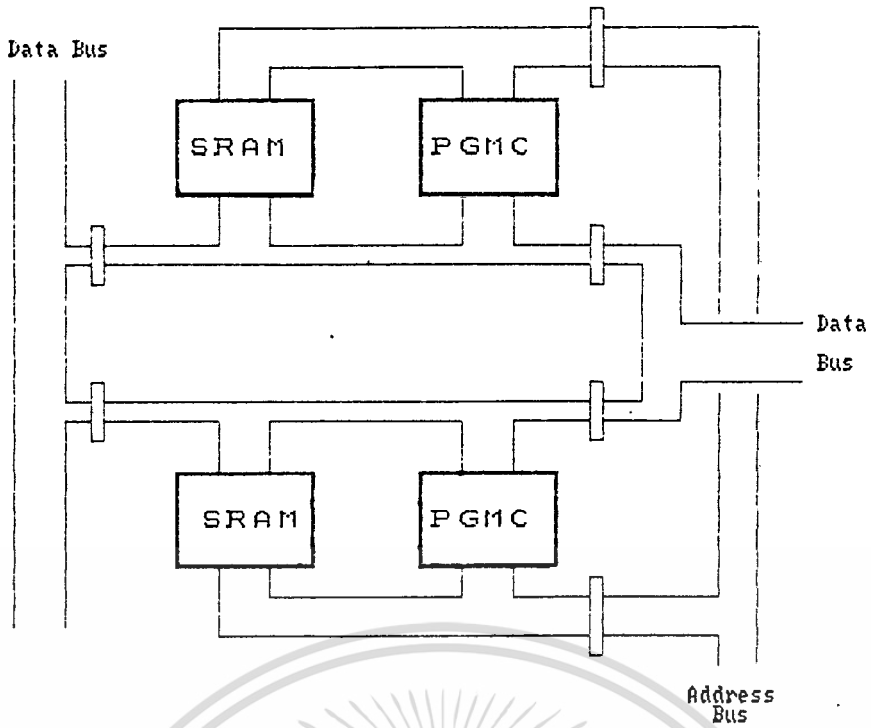 Data Bus
SRAM
PGMC
Data
Bus
SRAM
PGMC
Address
Bus